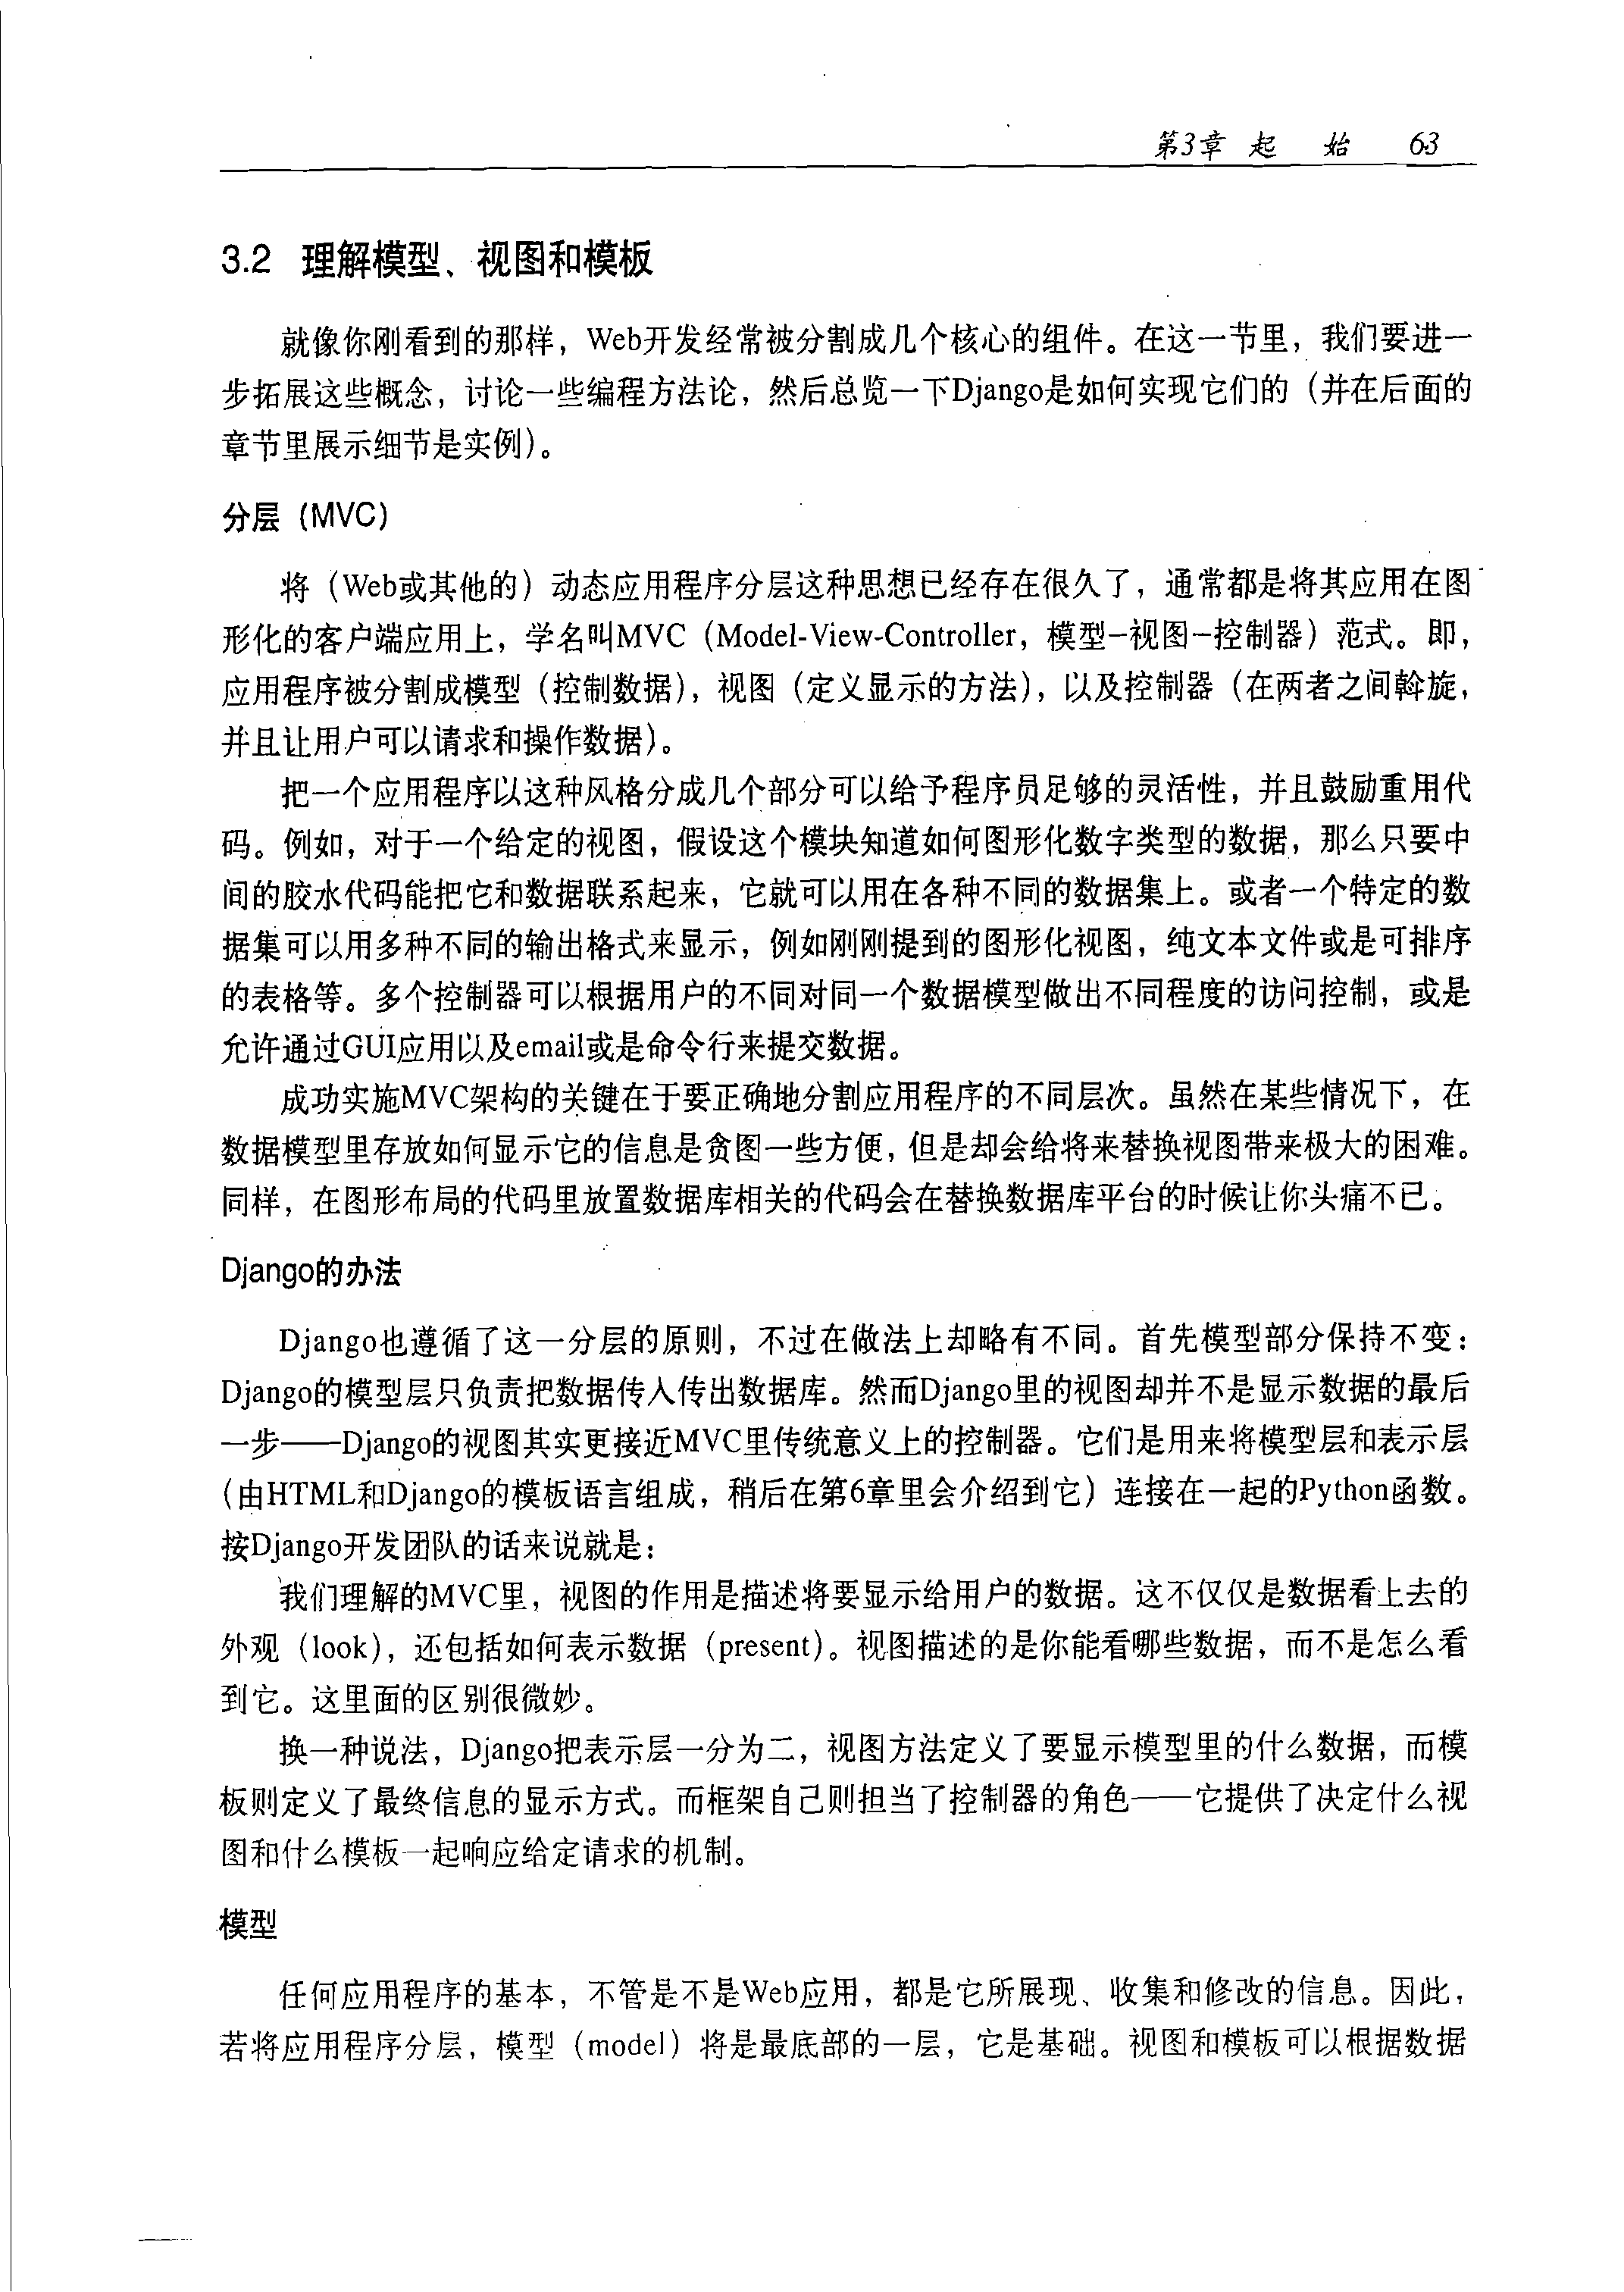 第3章 起 始 63
3.2 理解模型、视图和模板
就像你刚看到的那样，Web开发经常被分割成几个核心的组件。在这一节里，我们要进一
步拓展这些概念，讨论一些编程方法论，然后总览一下Django是如何实现它们的（并在后面的
章节里展示细节是实例）。
分层（MVC）
将（Web或其他的）动态应用程序分层这种思想已经存在很久了，通常都是将其应用在图
形化的客户端应用上，学名叫MVC（Model-View-Controller，模型-视图-控制器）范式。即，
应用程序被分割成模型（控制数据），视图（定义显示的方法），以及控制器（在两者之间斡旋，
并且让用户可以请求和操作数据）。
把一个应用程序以这种风格分成几个部分可以给予程序员足够的灵活性，并且鼓励重用代
码。例如，对于一个给定的视图，假设这个模块知道如何图形化数字类型的数据，那么只要中
间的胶水代码能把它和数据联系起来，它就可以用在各种不同的数据集上。或者一个特定的数
据集可以用多种不同的输出格式来显示，例如刚刚提到的图形化视图，纯文本文件或是可排序
的表格等。多个控制器可以根据用户的不同对同一个数据模型做出不同程度的访问控制，或是
允许通过GUI应用以及email或是命令行来提交数据。
成功实施MVC架构的关键在于要正确地分割应用程序的不同层次。虽然在某些情况下，在
数据模型里存放如何显示它的信息是贪图一些方便，但是却会给将来替换视图带来极大的困难。
同样，在图形布局的代码里放置数据库相关的代码会在替换数据库平台的时候让你头痛不已。
Django的办法
Django也遵循了这一分层的原则，不过在做法上却略有不同。首先模型部分保持不变：
Django的模型层只负责把数据传入传出数据库。然而Django里的视图却并不是显示数据的最后
一步——Django的视图其实更接近MVC里传统意义上的控制器。它们是用来将模型层和表示层
（由HTML和Django的模板语言组成，稍后在第6章里会介绍到它）连接在一起的Python函数。
按Django开发团队的话来说就是：
我们理解的MVC里，视图的作用是描述将要显示给用户的数据。这不仅仅是数据看上去的
外观（look），还包括如何表示数据（present）。视图描述的是你能看哪些数据，而不是怎么看
到它。这里面的区别很微妙。
换一种说法，Django把表示层一分为二，视图方法定义了要显示模型里的什么数据，而模
板则定义了最终信息的显示方式。而框架自己则担当了控制器的角色——它提供了决定什么视
图和什么模板一起响应给定请求的机制。
模型
任何应用程序的基本，不管是不是Web应用，都是它所展现、收集和修改的信息。因此，
若将应用程序分层，模型（model）将是最底部的一层，它是基础。视图和模板可以根据数据